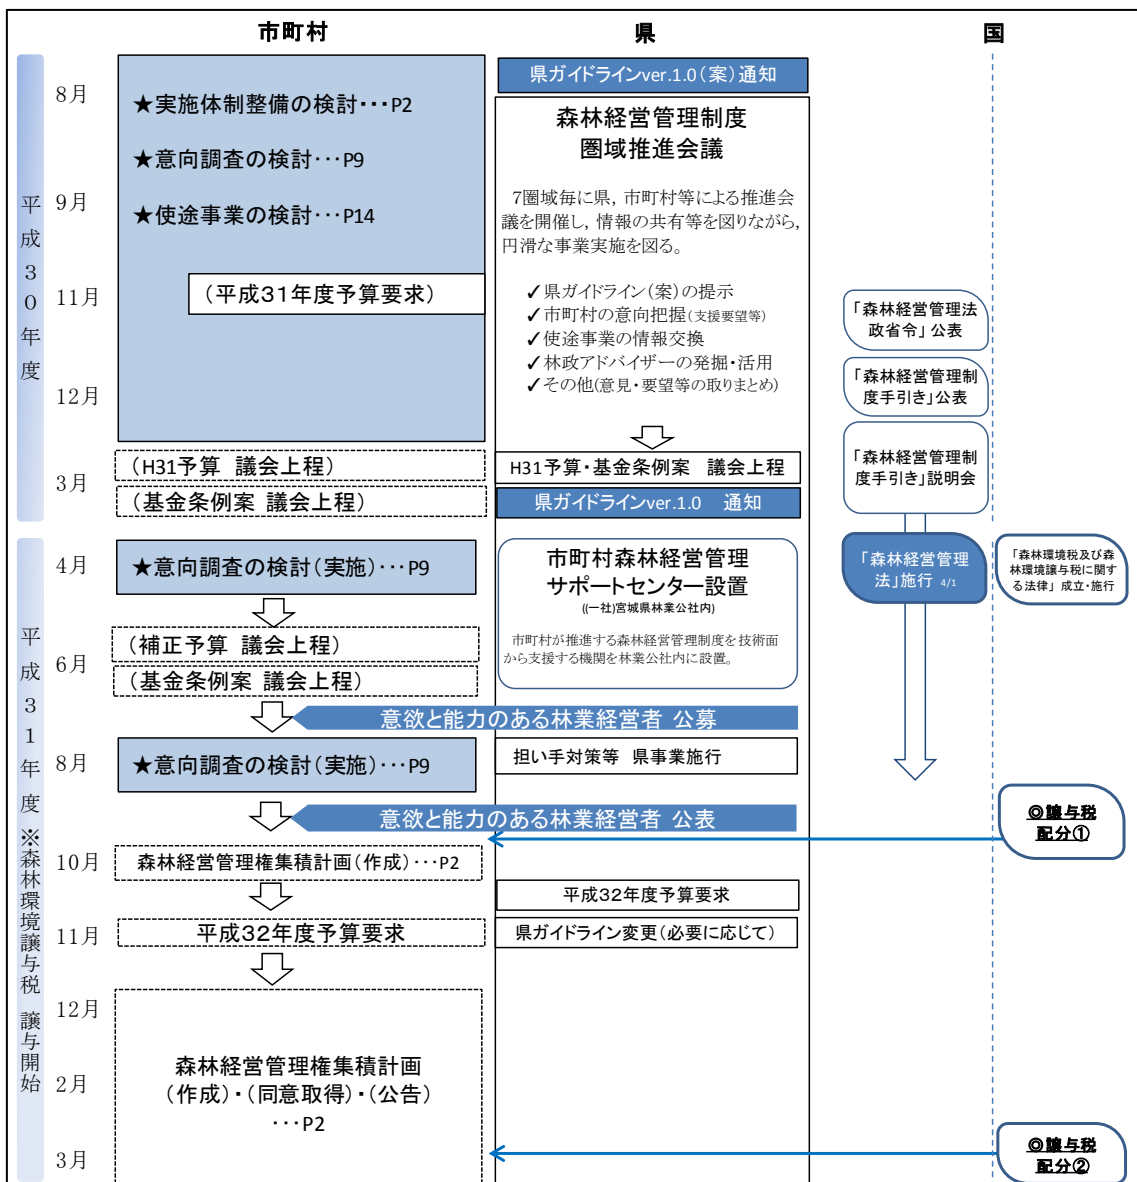 市町村
県
国
平成30年度
8月
9月
11月
12月
3月
★実施体制整備の検討・・・P2
★意向調査の検討・・・P9
★使途事業の検討・・・P14
(平成31年度予算要求)
(H31予算 議会上程)
(基金条例案 議会上程)
県ガイドラインver.1.0(案)通知
森林経営管理制度
圏域推進会議
7圏域毎に県,市町村等による推進会
議を開催し,情報の共有等を図りながら,
円滑な事業実施を図る。
✓県ガイドライン(案)の提示
✓市町村の意向把握(支援要望等)
✓使途事業の情報交換
✓林政アドバイザーの発掘・活用
✓その他(意見・要望等の取りまとめ)
H31予算・基金条例案 議会上程
県ガイドラインver.1.0 通知
「森林経営管理法
政省令」公表
「森林経営管理制
度手引き」公表
「森林経営管理制
度手引き」説明会
平成31年度 ※森林環境譲与税 譲与開始
4月
6月
8月
10月
11月
12月
2月
3月
★意向調査の検討(実施)・・・P9
(補正予算 議会上程)
(基金条例案 議会上程)
★意向調査の検討(実施)・・・P9
森林経営管理権集積計画(作成)・・・P2
平成32年度予算要求
森林経営管理権集積計画
(作成)・(同意取得)・(公告)
・・・P2
市町村森林経営管理
サポートセンター設置
((一社)宮城県林業公社内)
市町村が推進する森林経営管理制度を技術面
から支援する機関を林業公社内に設置。
意欲と能力のある林業経営者 公募
担い手対策等 県事業施行
意欲と能力のある林業経営者 公表
平成32年度予算要求
県ガイドライン変更(必要に応じて)
「森林経営管理
法」施行 4/1
「森林環境税及び森
林環境譲与税に関す
る法律」 成立・施行
◎譲与税
配分①
◎譲与税
配分②